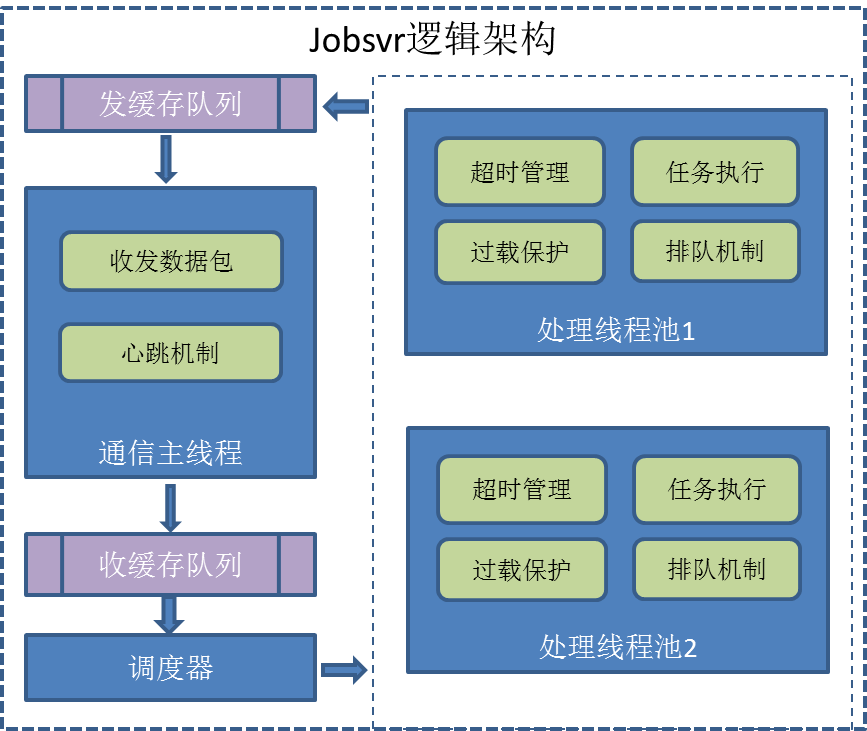 Jobsvr逻辑架构
发缓存队列
收发数据包
心跳机制
通信主线程
收缓存队列
调度器
超时管理
任务执行
过载保护
排队机制
处理线程池1
超时管理
任务执行
过载保护
排队机制
处理线程池2